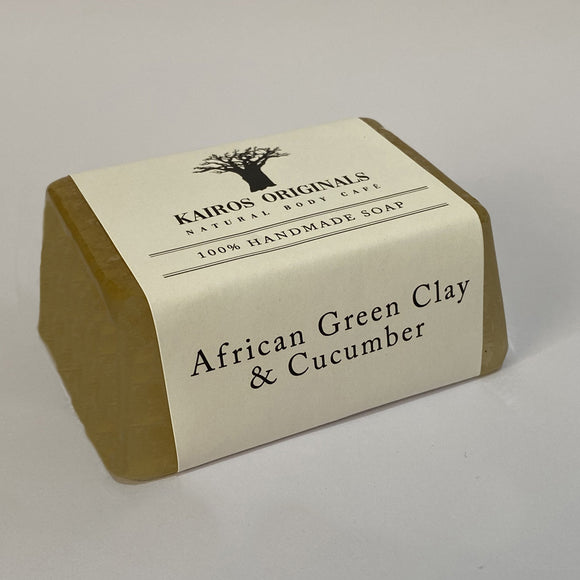 KAIROS ORIGINALS
NATURAL BODY CAFÉ
100% HANDMADE SOAP
African Green Clay
& Cucumber